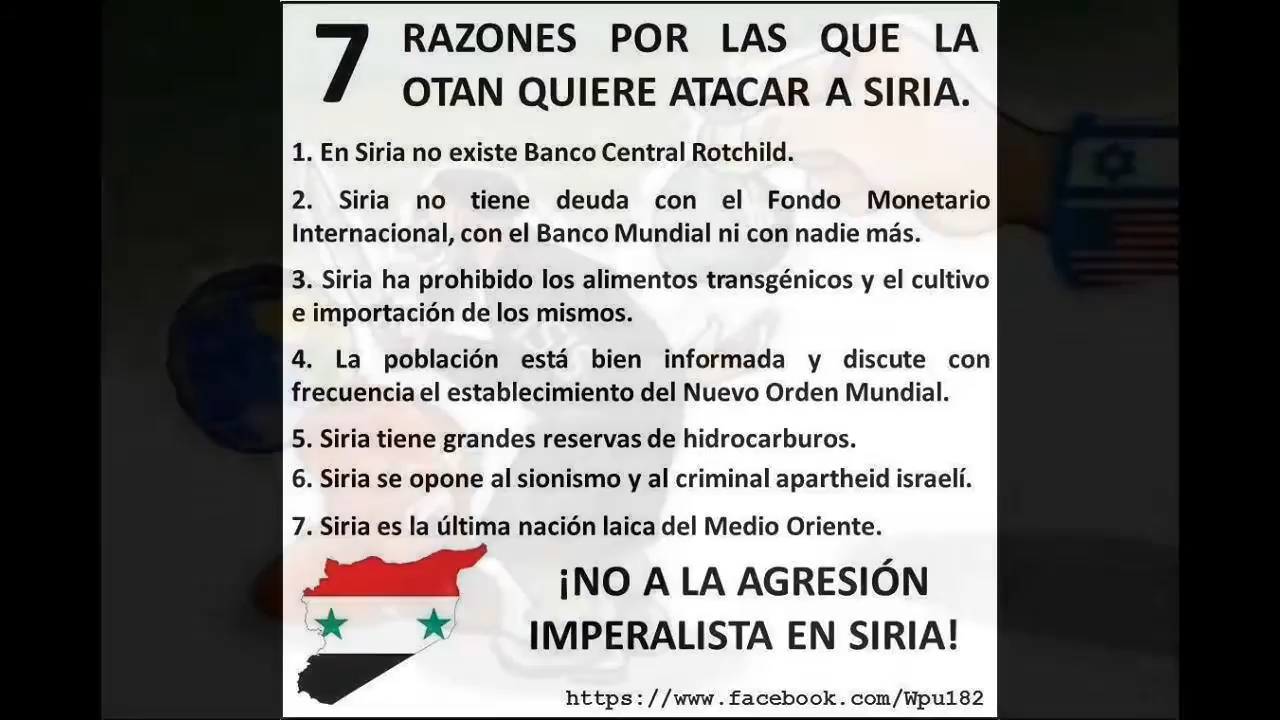 7 RAZONES POR LAS QUE LA
OTAN QUIERE ATACAR A SIRIA.
1. En Siria no existe Banco Central Rotchild.
2. Siria no tiene deuda con el Fondo Monetario
Internacional, con el Banco Mundial ni con nadie más.
3. Siria ha prohibido los alimentos transgénicos y el cultivo
e importación de los mismos.
4. La población está bien informada y discute con
frecuencia el establecimiento del Nuevo Orden Mundial.
5. Siria tiene grandes reservas de hidrocarburos.
6. Siria se opone al sionismo y al criminal apartheid israelí.
7. Siria es la última nación laica del Medio Oriente.
¡NO A LA AGRESIÓN
IMPERALISTA EN SIRIA!
https://www.facebook.com/Wpu182